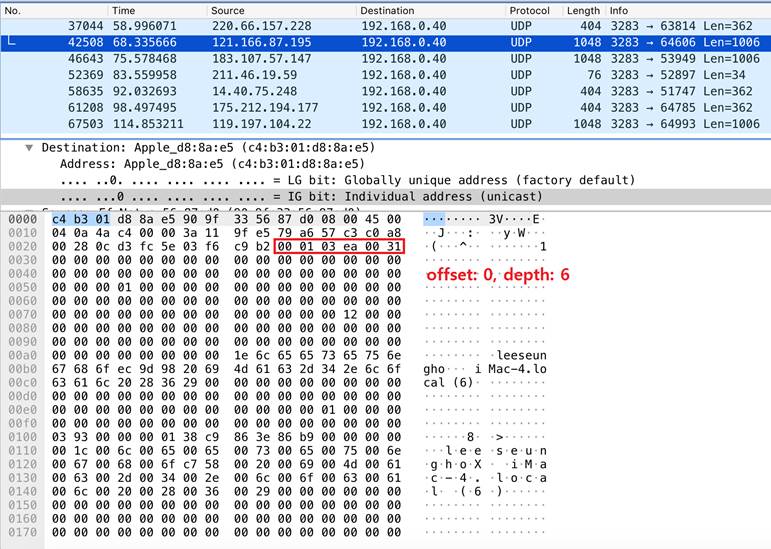 No. Time Source Destination Protocol Length Info
37044 58.996071 220.66.157.228 192.168.0.40 UDP 404 3283 → 63814 Len=362
42508 68.335666 121.166.87.195 192.168.0.40 UDP 1048 3283 → 64606 Len=1006
46643 75.578468 183.107.57.147 192.168.0.40 UDP 1048 3283 → 53949 Len=1006
52369 83.559958 211.46.19.59 192.168.0.40 UDP 76 3283 → 52897 Len=34
58635 92.032693 14.40.75.248 192.168.0.40 UDP 404 3283 → 51747 Len=362
61208 98.497495 175.212.194.177 192.168.0.40 UDP 404 3283 → 64785 Len=362
67503 114.853211 119.197.104.22 192.168.0.40 UDP 1048 3283 → 64993 Len=1006
Destination: Apple_d8:8a:e5 (c4:b3:01:d8:8a:e5)
Address: Apple_d8:8a:e5 (c4:b3:01:d8:8a:e5)
.... ..0. .... .... .... .... = LG bit: Globally unique address (factory default)
.... ...0 .... .... .... .... = IG bit: Individual address (unicast)
0000 c4 b3 01 d8 8a e5 90 9f 33 56 87 d0 08 00 45 00 ········ 3V····E·
0010 04 0a 4a c4 00 00 3a 11 9f e5 79 a6 57 c3 c0 a8 ··J···:· ··y·W···
0020 00 28 0c d3 fc 5e 03 f6 c9 b2 00 01 03 ea 00 31 ·(···^·· ·······1
0030 00 00 00 00 00 00 00 00 00 00 00 00 00 00 00 00 ········ ········
0040 00 00 00 00 00 00 00 00 00 00 00 00 00 00 00 00 ········ ········
0050 00 00 00 01 00 00 00 00 00 00 00 00 00 00 00 00 ········ ········
0060 00 00 00 00 00 00 00 00 00 00 00 00 00 00 00 00 ········ ········
0070 00 00 00 00 00 00 00 00 00 00 00 00 00 12 00 00 ········ ········
0080 00 00 00 00 00 00 00 00 00 00 00 00 00 00 00 00 ········ ········
0090 00 00 00 00 00 00 00 00 00 00 00 00 00 00 00 00 ········ ········
00a0 00 00 00 00 00 00 00 00 1e 6c 65 65 73 65 75 6e ········ ·leeseun
00b0 67 68 6f ec 9d 98 20 69 4d 61 63 2d 34 2e 6c 6f gho··· i Mac-4.lo
00c0 63 61 6c 20 28 36 29 00 00 00 00 00 00 00 00 00 cal (6)· ········
00d0 00 00 00 00 00 00 00 00 00 00 00 00 00 00 00 00 ········ ········
00e0 00 00 00 00 00 00 00 00 00 00 00 00 01 00 00 00 ········ ········
00f0 00 00 00 00 00 00 00 00 00 00 00 00 00 00 00 00 ········ ········
0100 03 93 00 00 00 01 38 c9 86 3e 86 b9 00 00 00 00 ······8· ·>······
0110 00 1c 00 6c 00 65 00 65 00 73 00 65 00 75 00 6e ···l·e·e ·s·e·u·n
0120 00 67 00 68 00 6f c7 58 00 20 00 69 00 4d 00 61 ·g·h·o·X · ·i·M·a
0130 00 63 00 2d 00 34 00 2e 00 6c 00 6f 00 63 00 61 ·c·-·4·. ·l·o·c·a
0140 00 6c 00 20 00 28 00 36 00 29 00 00 00 00 00 00 ·l· ·(·6 ·)······
0150 00 00 00 00 00 00 00 00 00 00 00 00 00 00 00 00 ········ ········
0160 00 00 00 00 00 00 00 00 00 00 00 00 00 00 00 00 ········ ········
0170 00 00 00 00 00 00 00 00 00 00 00 00 00 00 00 00 ········ ········
offset: 0, depth: 6